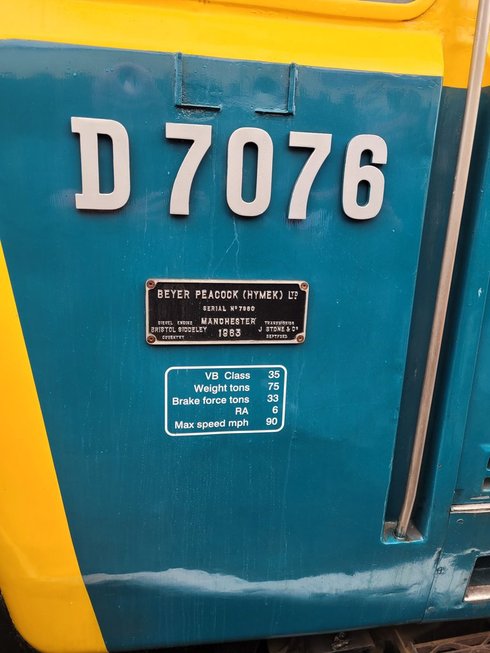 D7076
BEYER PEACOCK (HYMEK) LTD
SERIAL No 7980
DIESEL ENGINE MANCHESTER TRANSMISSION
BRISTOL SIDDELEY 1963 J STONE & Co
COVENTRY DEPTFORD
VB Class 35
Weight tons 75
Brake force tons 33
RA 6
Max speed mph 90